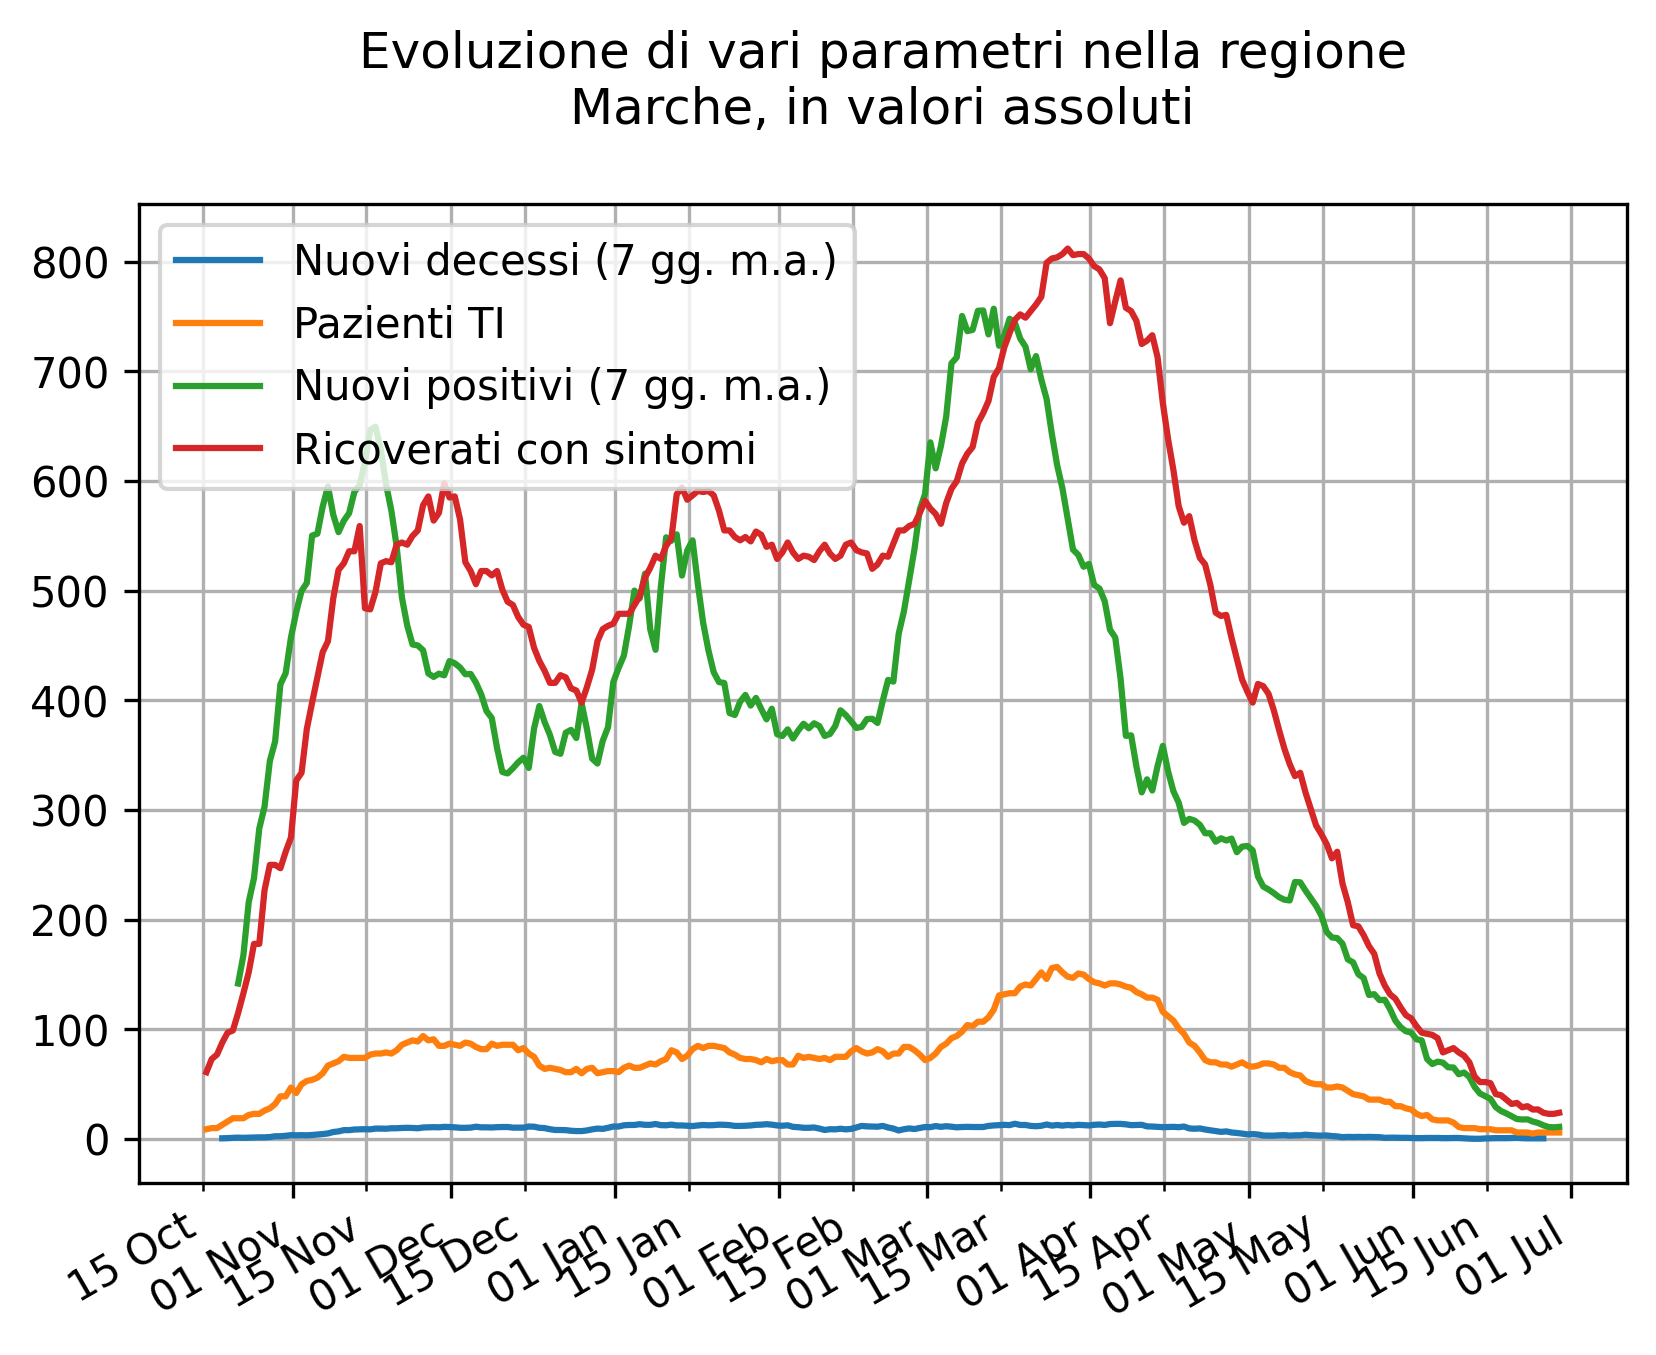 Evoluzione di vari parametri nella regione
Marche, in valori assoluti
Nuovi decessi (7 gg. m.a.)
Pazienti TI
Nuovi positivi (7 gg. m.a.)
Ricoverati con sintomi
800
700
600
500
400
300
200
100
0
15 Oct
01 Nov
15 Nov
01 Dec
15 Dec
01 Jan
15 Jan
01 Feb
15 Feb
01 Mar
15 Mar
01 Apr
15 Apr
01 May
15 May
01 Jun
15 Jun
01 Jul